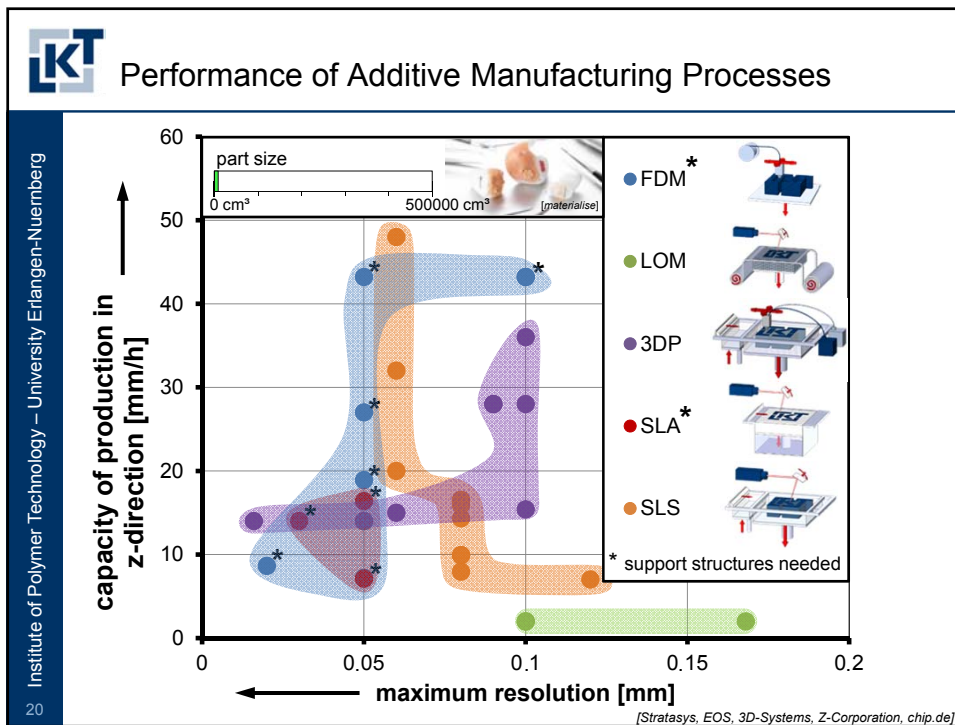 LKT
Performance of Additive Manufacturing Processes
Institute of Polymer Technology – University Erlangen-Nuernberg
20
capacity of production in
z-direction [mm/h]
60
50
40
30
20
10
0
part size
0 cm³
500000 cm³
[materialise]
* * * * * * * *
FDM*
LOM
3DP
SLA*
SLS
* support structures needed
0 0.05 0.1 0.15 0.2
maximum resolution [mm]
[Stratasys, EOS, 3D-Systems, Z-Corporation, chip.de]